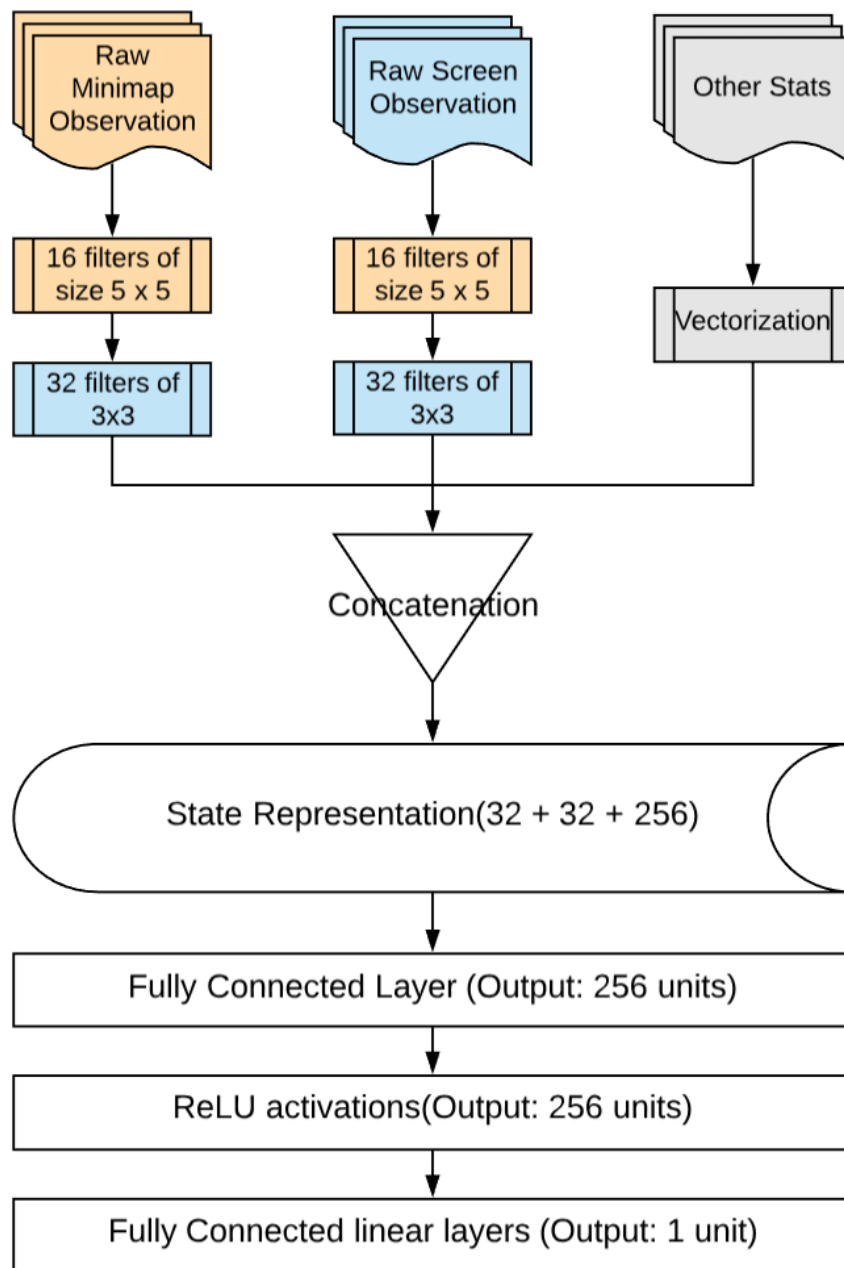 Raw
Minimap
Observation
Raw Screen
Observation
Other Stats
16 filters of
size 5 x 5
16 filters of
size 5 x 5
Vectorization
32 filters of
3x3
32 filters of
3x3
Concatenation
State Representation(32 + 32 + 256)
Fully Connected Layer (Output: 256 units)
ReLU activations(Output: 256 units)
Fully Connected linear layers (Output: 1 unit)